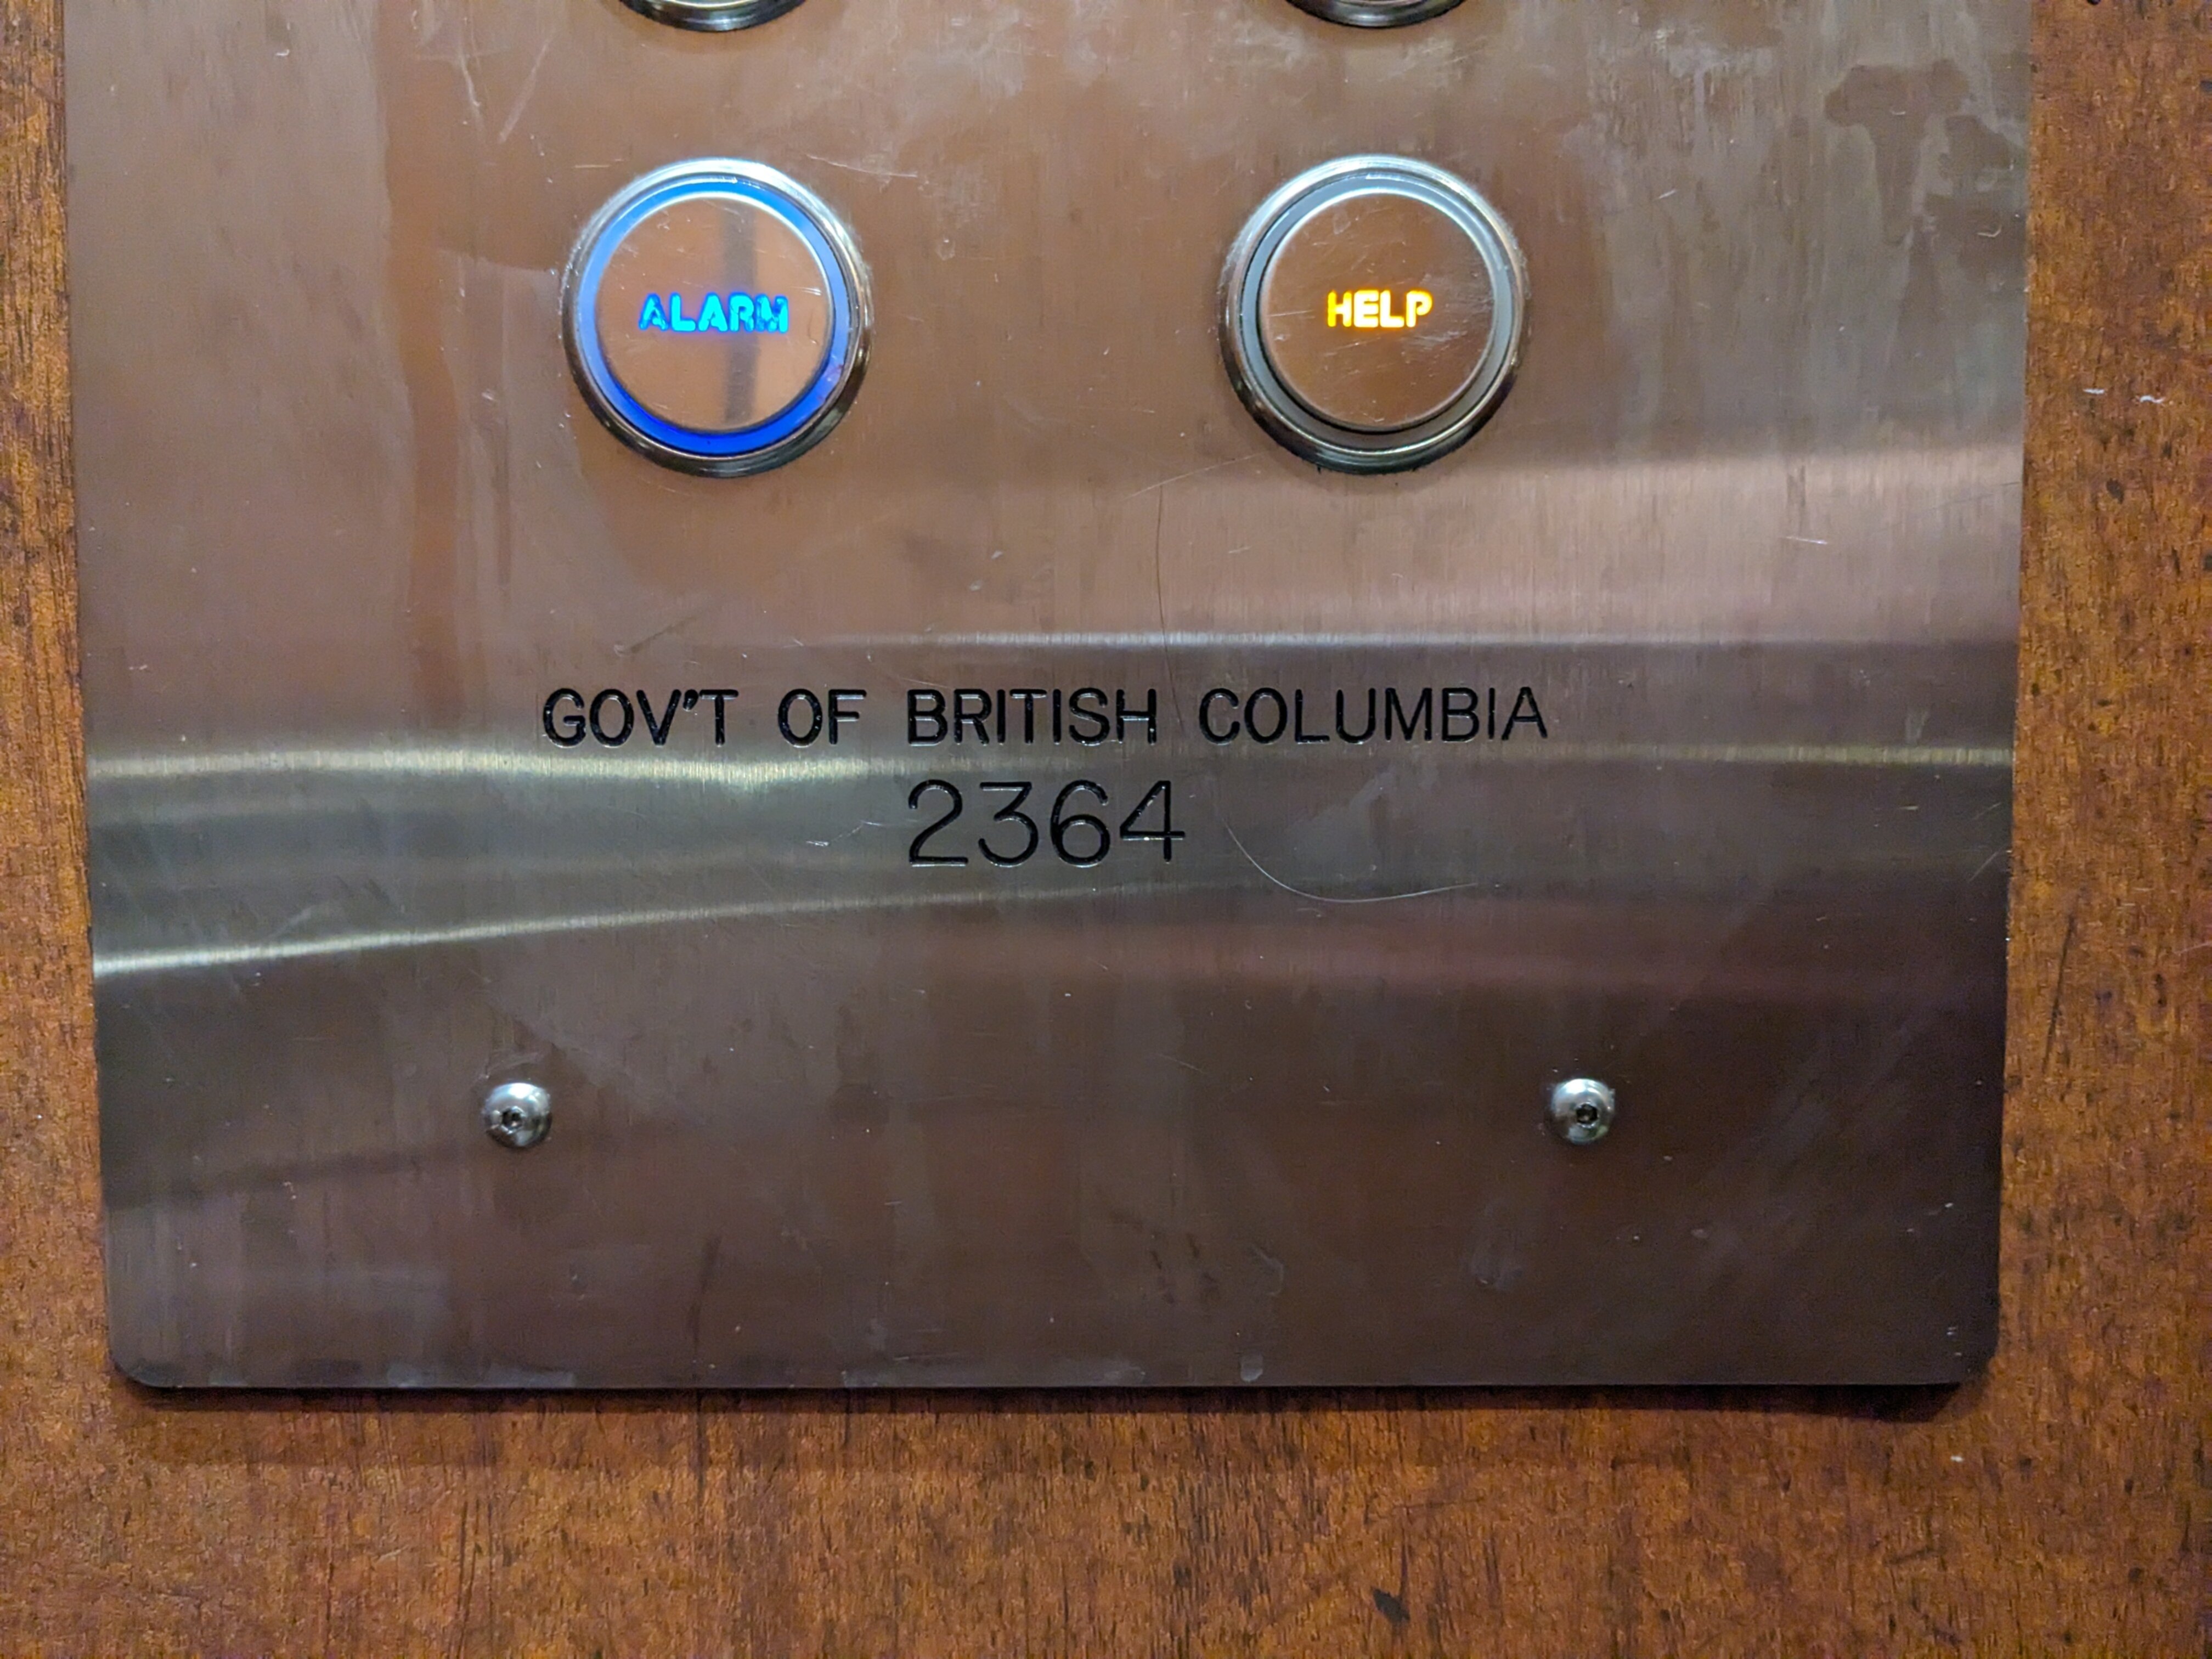 ALARM HELP
GOV'T OF BRITISH COLUMBIA
2364